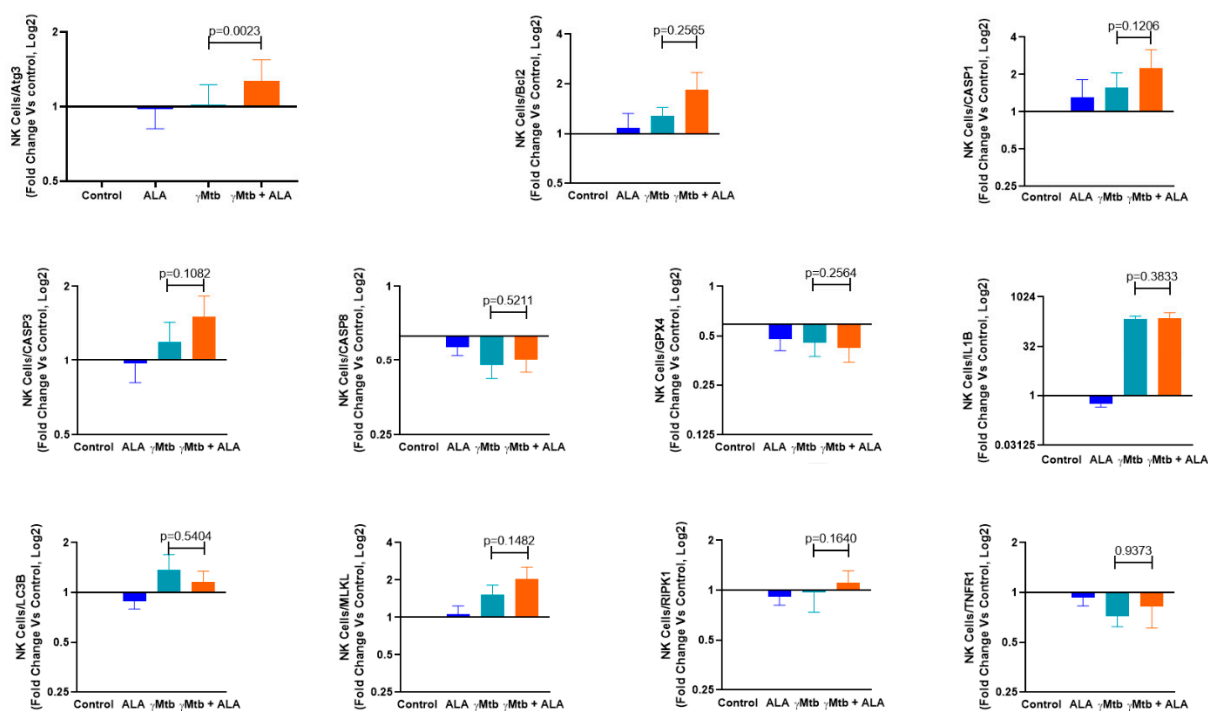 NK Cells/Atg3
(Fold Change Vs control, Log2)
2
1
0.5
p=0.0023
Control ALA γMtb γMtb + ALA
NK Cells/Bcl2
(Fold Change Vs Control, Log2)
4
2
1
0.5
p=0.2565
Control ALA γMtb γMtb + ALA
NK Cells/CASP1
(Fold Change Vs control, Log2)
4
2
1
0.5
0.25
p=0.1206
Control ALA γMtb γMtb + ALA
NK Cells/CASP3
(Fold Change Vs Control, Log2)
2
1
0.5
p=0.1082
Control ALA γMtb γMtb + ALA
NK Cells/CASP8
(Fold Change Vs Control, Log2)
1
0.5
0.25
p=0.5211
Control ALA γMtb γMtb + ALA
NK Cells/GPX4
(Fold Change Vs Control, Log2)
1
0.5
0.25
0.125
p=0.2564
Control ALA γMtb γMtb + ALA
NK Cells/IL1B
(Fold Change Vs Control, Log2)
1024
32
1
0.03125
p=0.3833
Control ALA γMtb γMtb + ALA
NK Cells/LC3B
(Fold Change Vs Control, Log2)
2
1
0.5
0.25
p=0.5404
Control ALA γMtb γMtb + ALA
NK Cells/MLKL
(Fold Change Vs Control, Log2)
4
2
1
0.5
0.25
p=0.1482
Control ALA γMtb γMtb + ALA
NK Cells/RIPK1
(Fold Change Vs Control, Log2)
2
1
0.5
0.25
p=0.1640
Control ALA γMtb γMtb + ALA
NK Cells/TNFR1
(Fold Change Vs Control, Log2)
2
1
0.5
0.25
0.9373
Control ALA γMtb γMtb + ALA